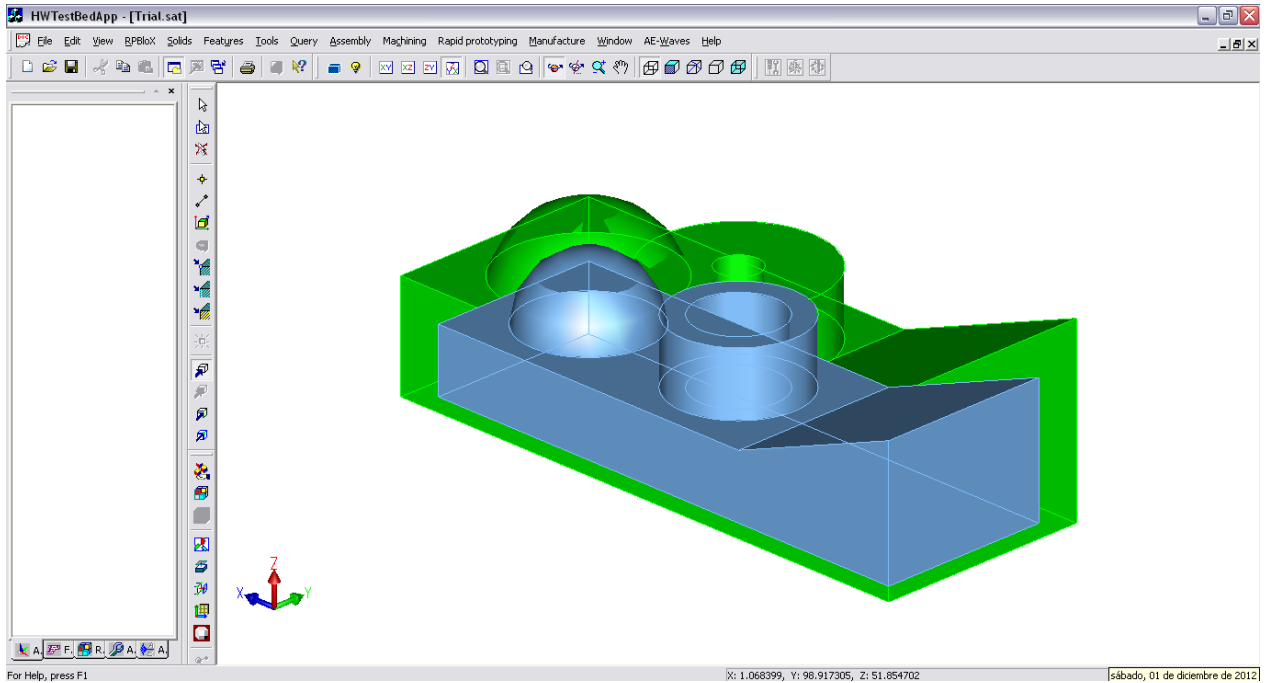 HWTestBedApp - [Trial.sat]
File Edit View RPBloX Solids Features Tools Query Assembly Machining Rapid prototyping Manufacture Window AE-Waves Help
XY XZ ZY
Z
X Y
A. F. R. A. A.
For Help, press F1 X: 1.068399, Y: 98.917305, Z: 51.854702 sábado, 01 de diciembre de 2012